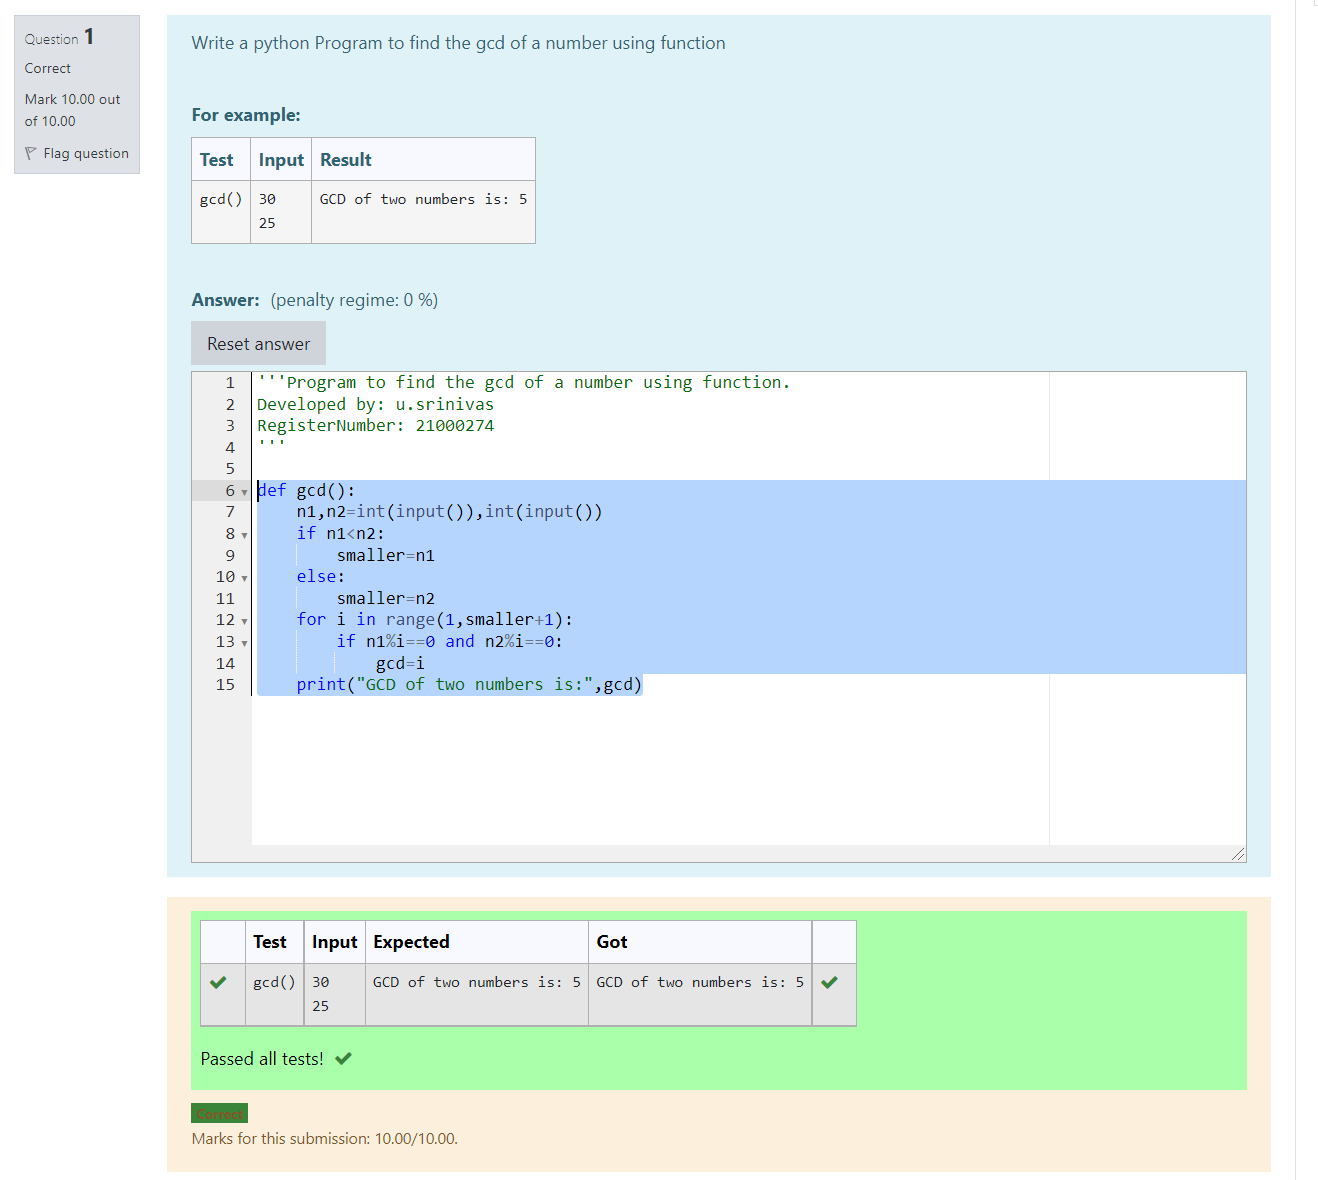 Question 1
Correct
Mark 10.00 out
of 10.00
Flag question
Write a python Program to find the gcd of a number using function
For example:
Test Input Result
gcd() 30 GCD of two numbers is: 5
25
Answer: (penalty regime: 0 %)
Reset answer
1 '''Program to find the gcd of a number using function.
2 Developed by: u.srinivas
3 RegisterNumber: 21000274
4 '''
5
6 def gcd():
7     n1,n2=int(input()),int(input())
8     if n1<n2:
9         smaller=n1
10     else:
11         smaller=n2
12     for i in range(1,smaller+1):
13         if n1%i==0 and n2%i==0:
14             gcd=i
15     print("GCD of two numbers is:",gcd)
Test Input Expected Got
gcd() 30 GCD of two numbers is: 5 GCD of two numbers is: 5
25
Passed all tests!
Correct
Marks for this submission: 10.00/10.00.